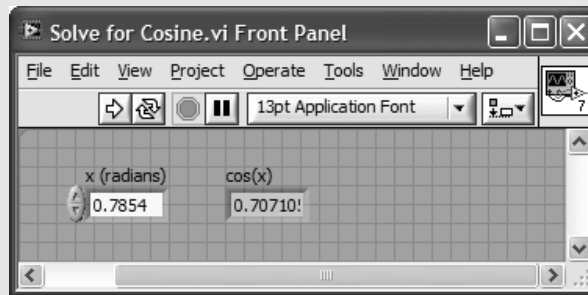 Solve for Cosine.vi Front Panel
File Edit View Project Operate Tools Window Help
13pt Application Font
7
x (radians) cos(x)
0.7854 0.70710